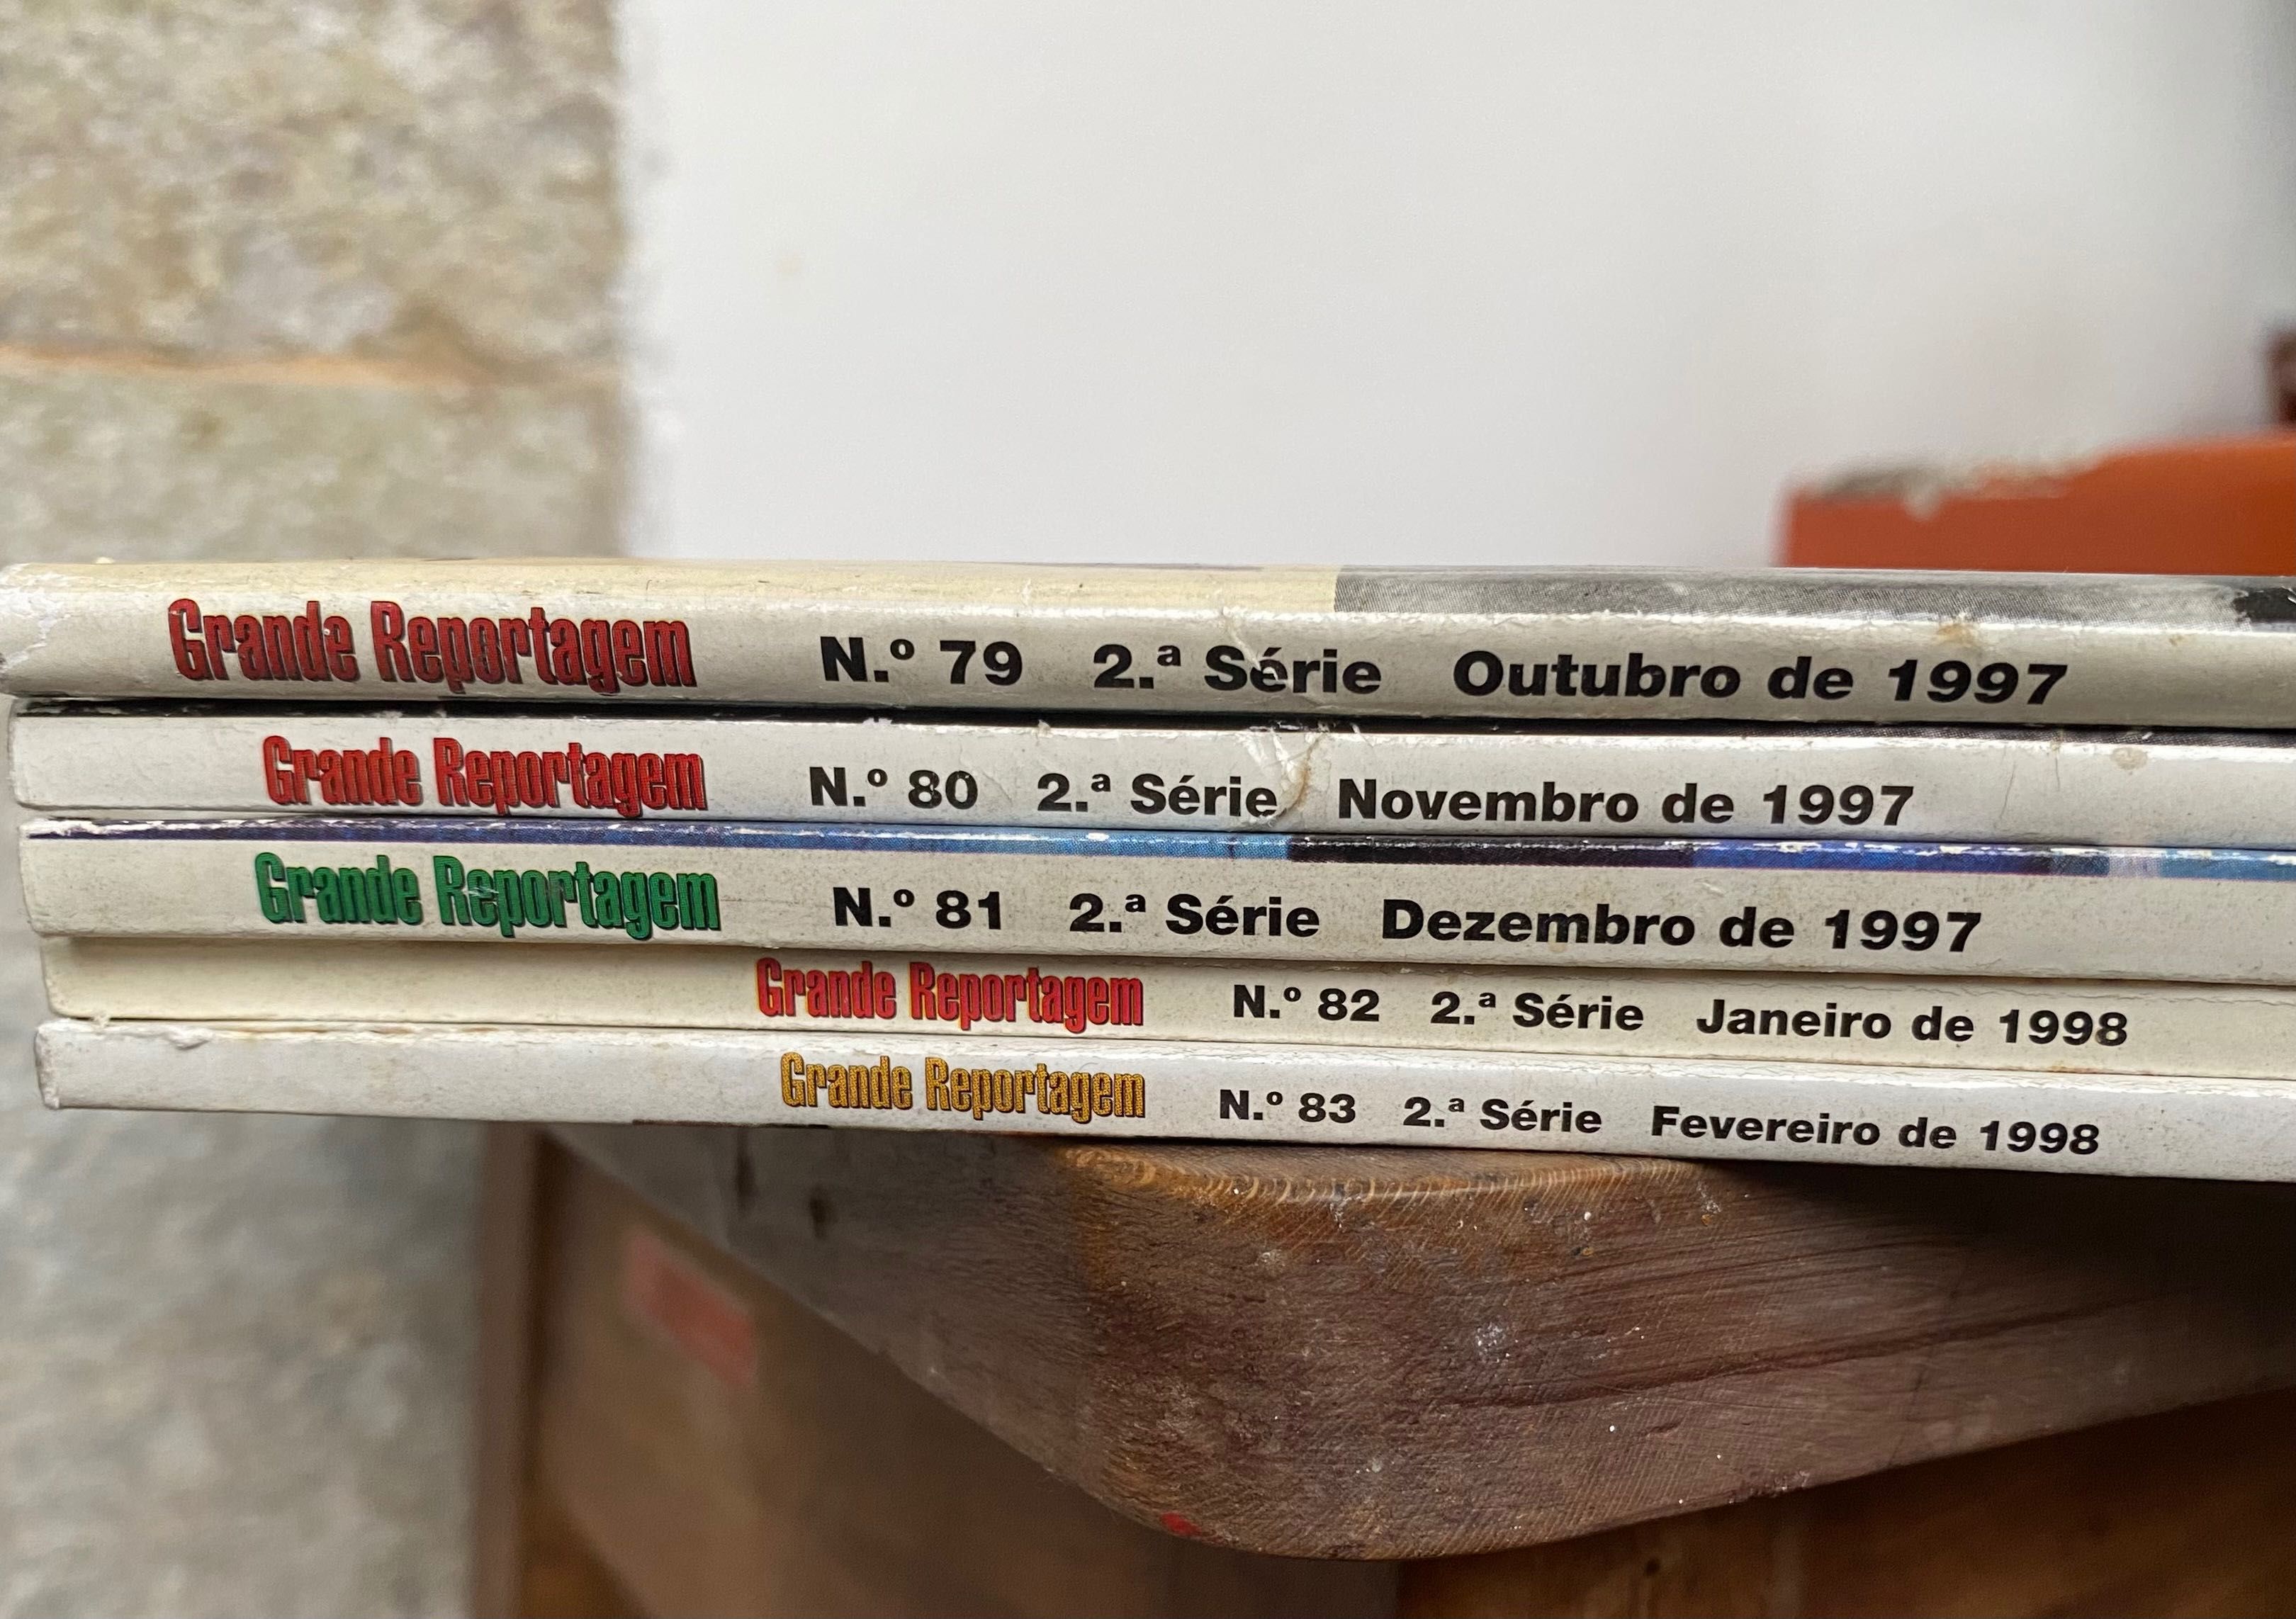 Grande Reportagem N.º 79 2.ª Série Outubro de 1997
Grande Reportagem N.º 80 2.ª Série Novembro de 1997
Grande Reportagem N.º 81 2.ª Série Dezembro de 1997
Grande Reportagem N.º 82 2.ª Série Janeiro de 1998
Grande Reportagem N.º 83 2.ª Série Fevereiro de 1998